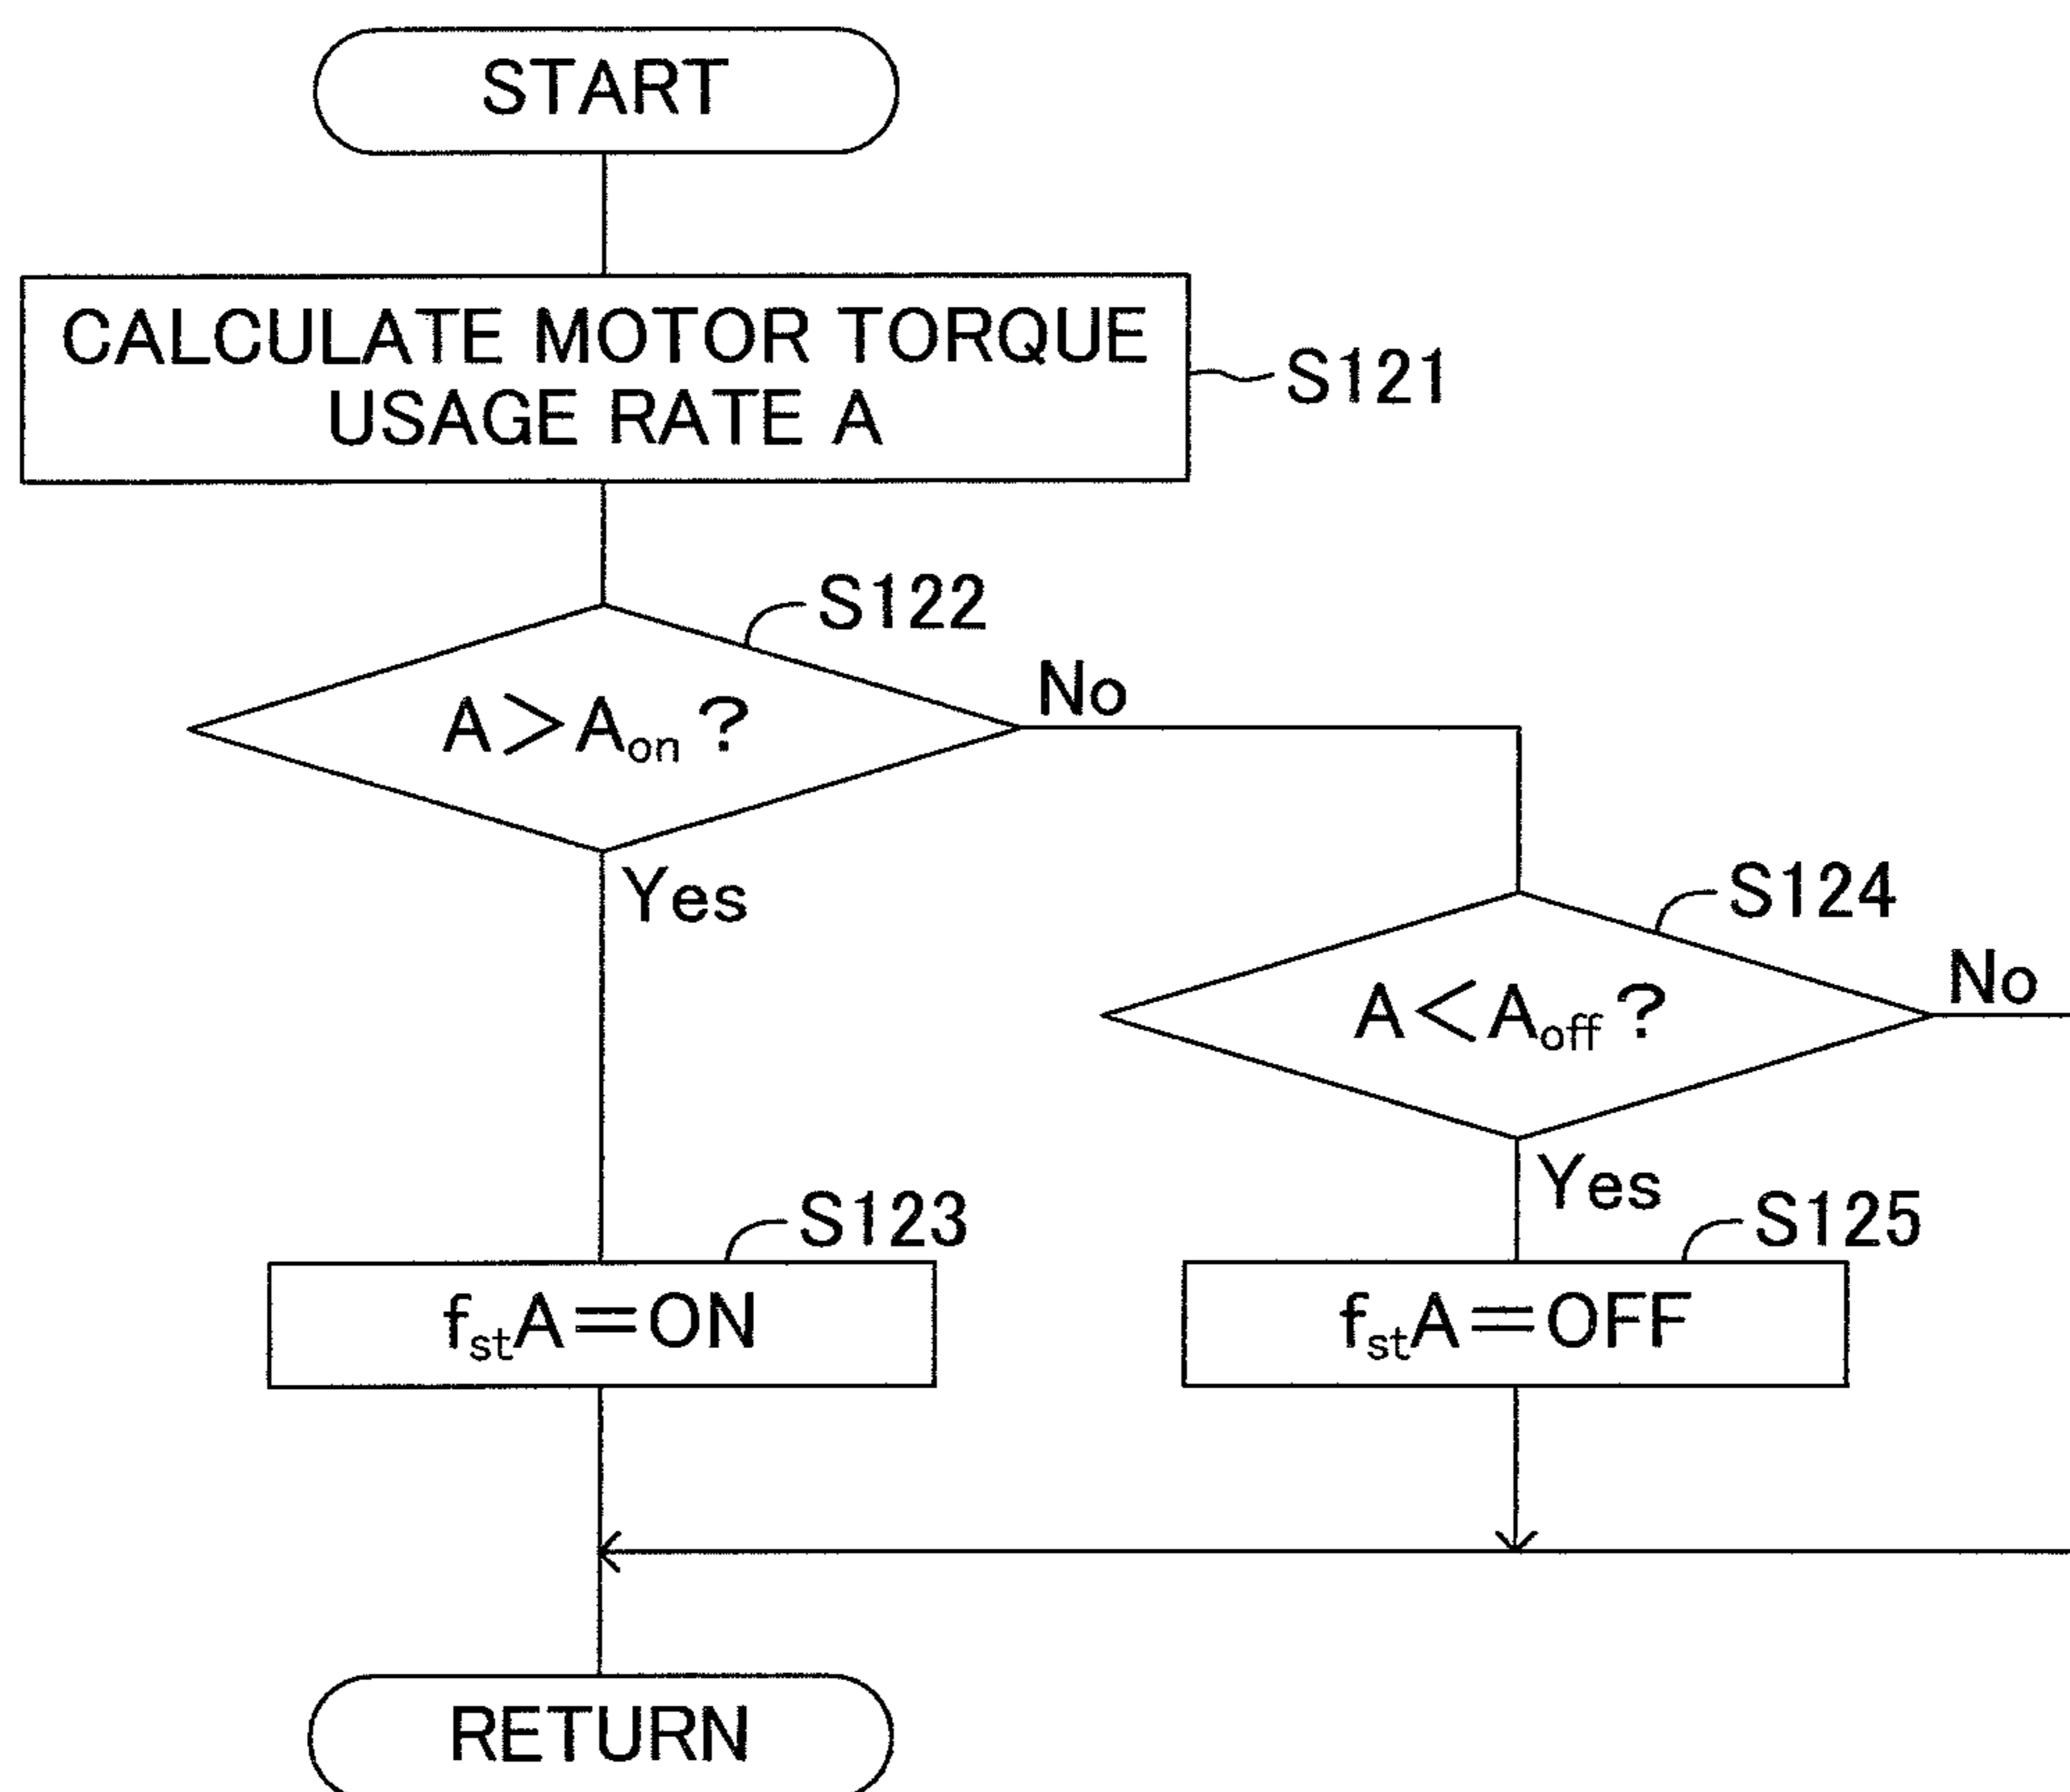 START
CALCULATE MOTOR TORQUE
USAGE RATE A
S121
S122
A＞Aon？
No
Yes
S124
A＜Aoff？
No
Yes
S123
fstA＝ON
S125
fstA＝OFF
RETURN